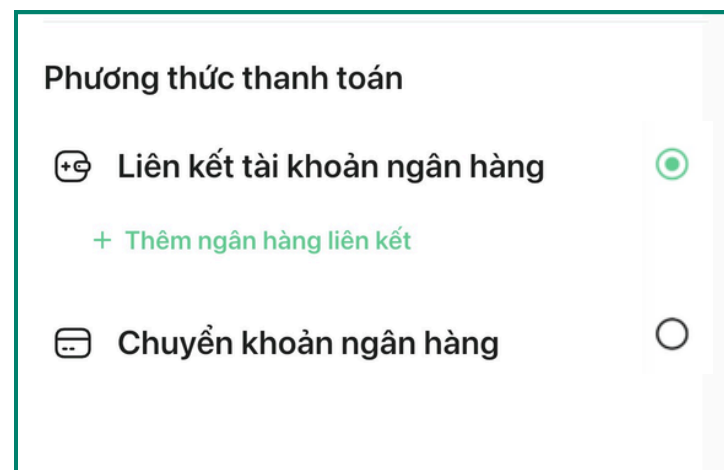 Phương thức thanh toán
Liên kết tài khoản ngân hàng
+ Thêm ngân hàng liên kết
Chuyển khoản ngân hàng